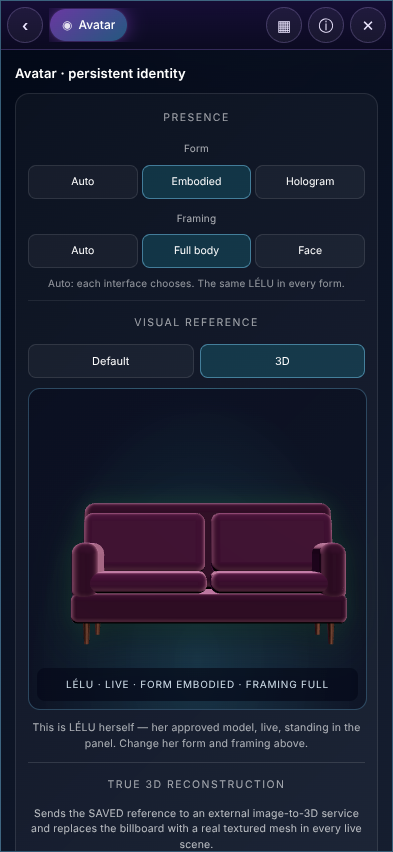 Avatar
Avatar · persistent identity
PRESENCE
Form
Auto
Embodied
Hologram
Framing
Auto
Full body
Face
Auto: each interface chooses. The same LÉLU in every form.
VISUAL REFERENCE
Default
3D
LÉLU · LIVE · FORM EMBODIED · FRAMING FULL
This is LÉLU herself — her approved model, live, standing in the
panel. Change her form and framing above.
TRUE 3D RECONSTRUCTION
Sends the SAVED reference to an external image-to-3D service
and replaces the billboard with a real textured mesh in every live
scene.